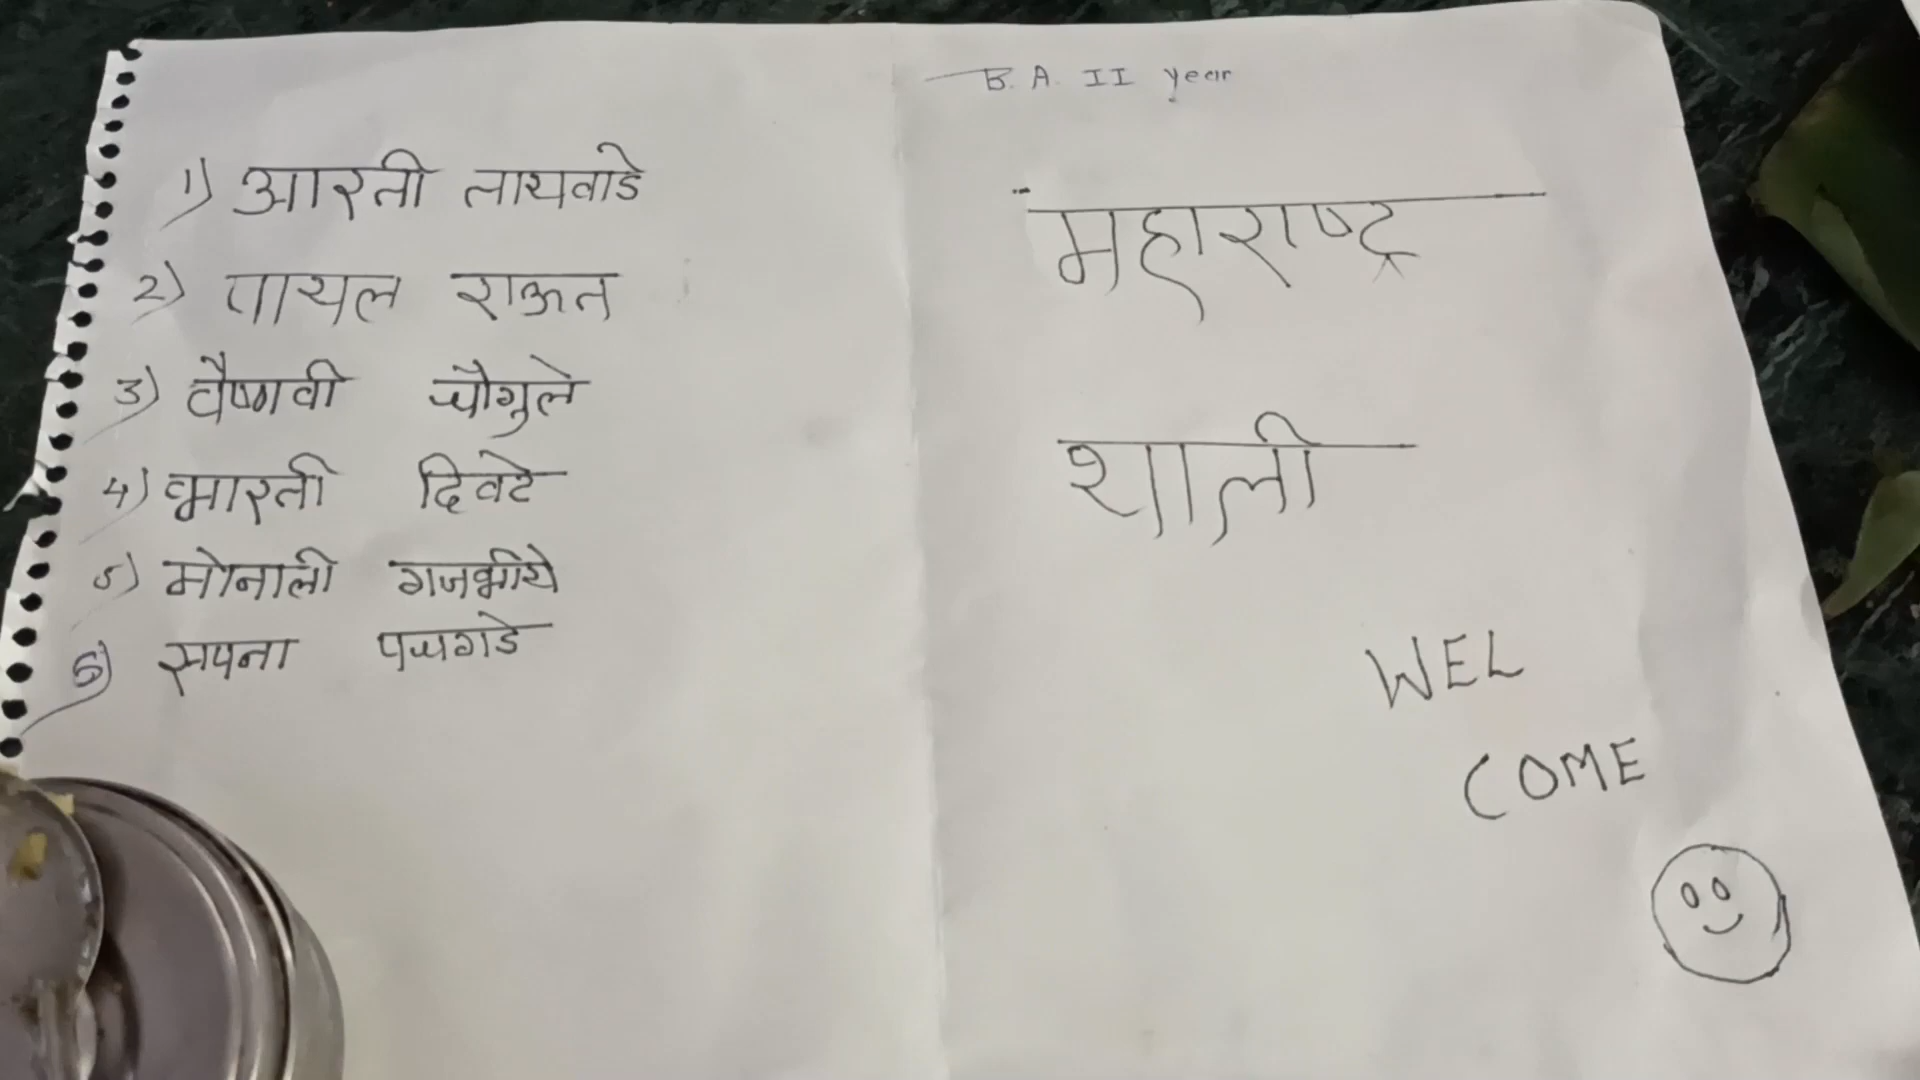 1) आरती तायवाडे
2) पायल राऊत
3) वैष्णवी चौगुले
4) भारती दिवटे
5) मोनाली गजभीये
6) सपना पजगाडे
B. A. II year
महाराष्ट्र
थाली
WEL
COME